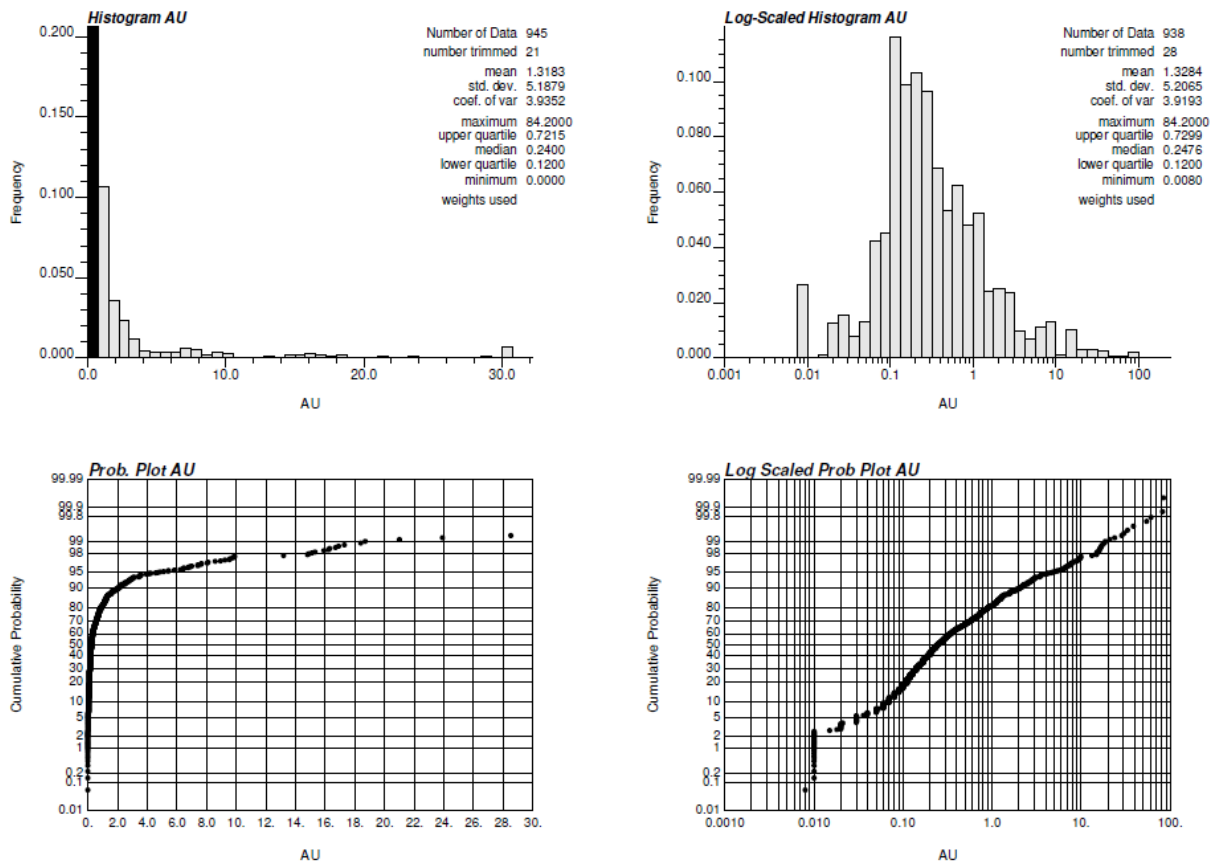 Histogram AU
Number of Data 945
number trimmed 21
mean 1.3183
std. dev. 5.1879
coef. of var 3.9352
maximum 84.2000
upper quartile 0.7215
median 0.2400
lower quartile 0.1200
minimum 0.0000
weights used
Frequency
0.200
0.150
0.100
0.050
0.000
0.0 10.0 20.0 30.0
AU
Log-Scaled Histogram AU
Number of Data 938
number trimmed 28
mean 1.3284
std. dev. 5.2065
coef. of var 3.9193
maximum 84.2000
upper quartile 0.7299
median 0.2476
lower quartile 0.1200
minimum 0.0080
weights used
Frequency
0.100
0.080
0.060
0.040
0.020
0.000
0.001 0.01 0.1 1 10 100
AU
Prob. Plot AU
Cumulative Probability
99.99
99.9
99.8
99
98
95
90
80
70
60
50
40
30
20
10
5
2
1
0.2
0.1
0.01
0. 2.0 4.0 6.0 8.0 10. 12. 14. 16. 18. 20. 22. 24. 26. 28. 30.
AU
Log Scaled Prob Plot AU
Cumulative Probability
99.99
99.9
99.8
99
98
95
90
80
70
60
50
40
30
20
10
5
2
1
0.2
0.1
0.01
0.0010 0.010 0.10 1.0 10. 100.
AU